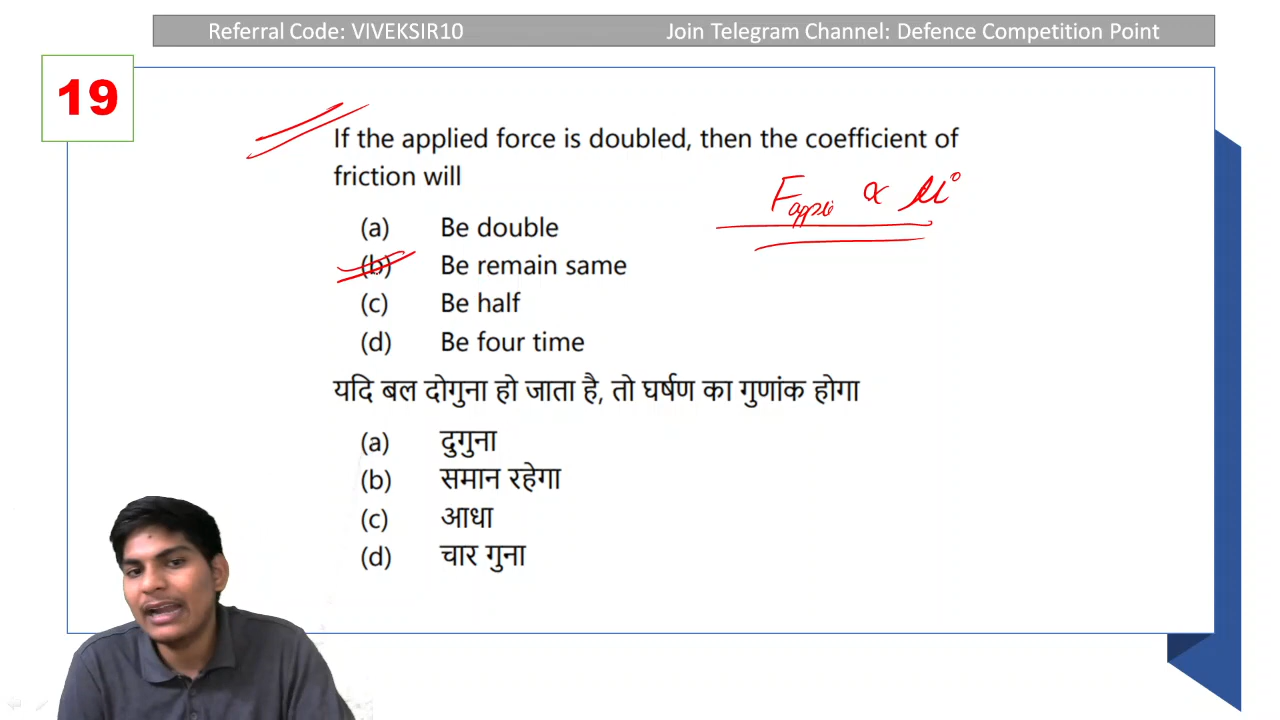 Referral Code: VIVEKSIR10 Join Telegram Channel: Defence Competition Point
19
If the applied force is doubled, then the coefficient of
friction will
F ∝ μ°
(a) Be double
(b) Be remain same
(c) Be half
(d) Be four time
यदि बल दोगुना हो जाता है, तो घर्षण का गुणांक होगा
(a) दुगुना
(b) समान रहेगा
(c) आधा
(d) चार गुना